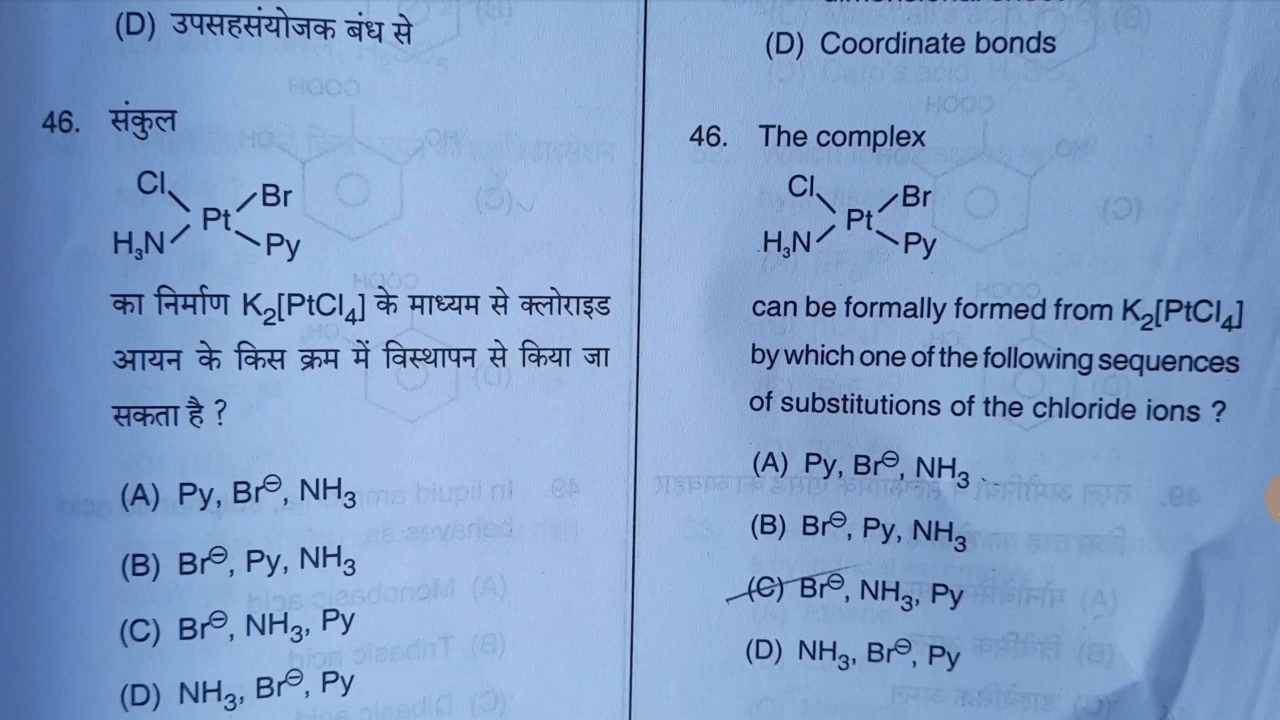 (D) उपसहसंयोजक बंध से
46. संकुल
Cl Br
Pt
H₃N Py
का निर्माण K₂[PtCl₄] के माध्यम से क्लोराइड
आयन के किस क्रम में विस्थापन से किया जा
सकता है ?
(A) Py, Br⊖, NH₃
(B) Br⊖, Py, NH₃
(C) Br⊖, NH₃, Py
(D) NH₃, Br⊖, Py
(D) Coordinate bonds
46. The complex
Cl Br
Pt
H₃N Py
can be formally formed from K₂[PtCl₄]
by which one of the following sequences
of substitutions of the chloride ions ?
(A) Py, Br⊖, NH₃
(B) Br⊖, Py, NH₃
(C) Br⊖, NH₃, Py
(D) NH₃, Br⊖, Py